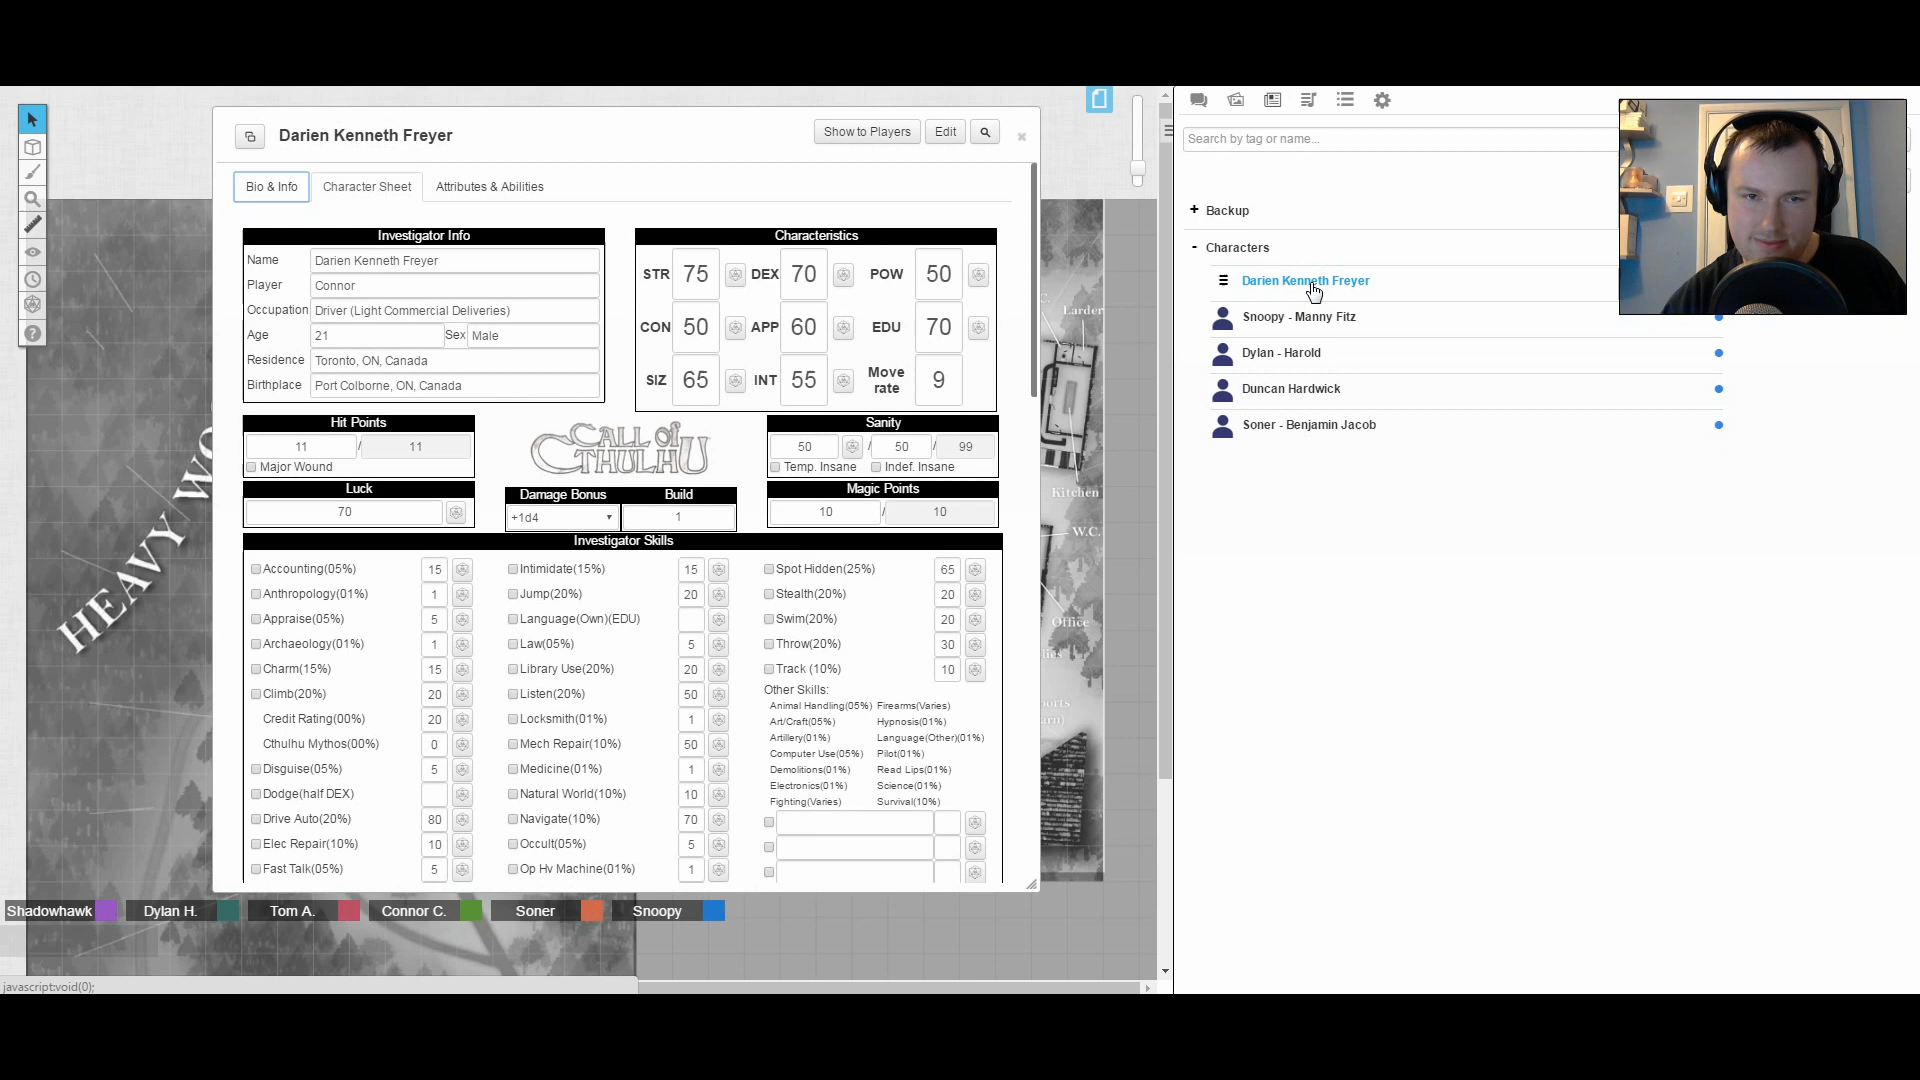 Darien Kenneth Freyer
Show to Players
Edit
Bio & Info
Character Sheet
Attributes & Abilities
Investigator Info
Name Darien Kenneth Freyer
Player Connor
Occupation Driver (Light Commercial Deliveries)
Age 21 Sex Male
Residence Toronto, ON, Canada
Birthplace Port Colborne, ON, Canada
Characteristics
STR 75 DEX 70 POW 50
CON 50 APP 60 EDU 70
SIZ 65 INT 55 Move rate 9
Hit Points
11 / 11
Major Wound
CALL of CTHULHU
Sanity
50 / 50 / 99
Temp. Insane Indef. Insane
Luck
70
Damage Bonus Build
+1d4 1
Magic Points
10 / 10
Investigator Skills
Accounting(05%) 15
Anthropology(01%) 1
Appraise(05%) 5
Archaeology(01%) 1
Charm(15%) 15
Climb(20%) 20
Credit Rating(00%) 20
Cthulhu Mythos(00%) 0
Disguise(05%) 5
Dodge(half DEX)
Drive Auto(20%) 80
Elec Repair(10%) 10
Fast Talk(05%) 5
Intimidate(15%) 15
Jump(20%) 20
Language(Own)(EDU)
Law(05%) 5
Library Use(20%) 20
Listen(20%) 50
Locksmith(01%) 1
Mech Repair(10%) 50
Medicine(01%) 1
Natural World(10%) 10
Navigate(10%) 70
Occult(05%) 5
Op Hv Machine(01%) 1
Spot Hidden(25%) 65
Stealth(20%) 20
Swim(20%) 20
Throw(20%) 30
Track (10%) 10
Other Skills:
Animal Handling(05%) Firearms(Varies)
Art/Craft(05%) Hypnosis(01%)
Artillery(01%) Language(Other)(01%)
Computer Use(05%) Pilot(01%)
Demolitions(01%) Read Lips(01%)
Electronics(01%) Science(01%)
Fighting(Varies) Survival(10%)
HEAVY WO
Larder
Kitchen
W.C.
Office
Shadowhawk
Dylan H.
Tom A.
Connor C.
Soner
Snoopy
javascript:void(0);
Search by tag or name...
+ Backup
- Characters
Darien Kenneth Freyer
Snoopy - Manny Fitz
Dylan - Harold
Duncan Hardwick
Soner - Benjamin Jacob